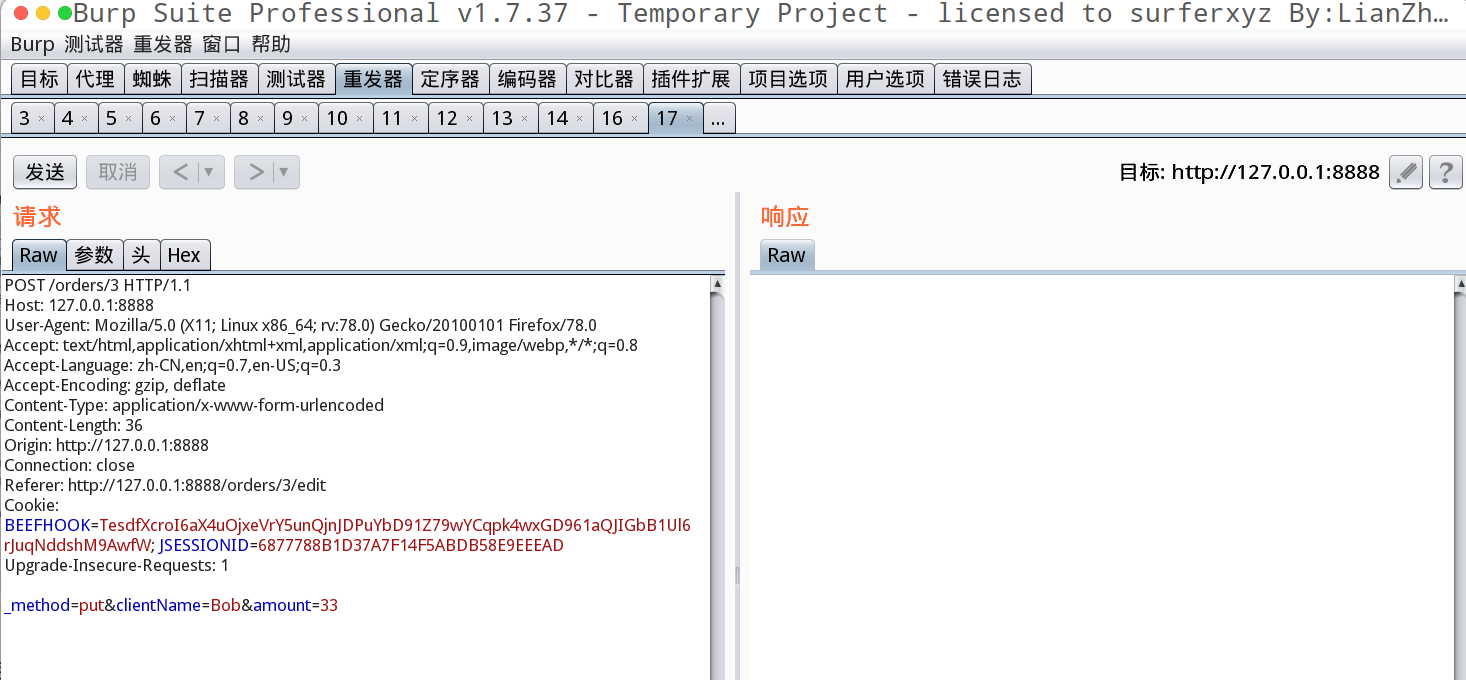 Burp Suite Professional v1.7.37 - Temporary Project - licensed to surferxyz By:LianZh…
Burp 测试器 重发器 窗口 帮助
目标 代理 蜘蛛 扫描器 测试器 重发器 定序器 编码器 对比器 插件扩展 项目选项 用户选项 错误日志
3 × 4 × 5 × 6 × 7 × 8 × 9 × 10 × 11 × 12 × 13 × 14 × 16 × 17 × ...
发送 取消 < > 目标: http://127.0.0.1:8888 ?
请求 响应
Raw 参数 头 Hex Raw
POST /orders/3 HTTP/1.1
Host: 127.0.0.1:8888
User-Agent: Mozilla/5.0 (X11; Linux x86_64; rv:78.0) Gecko/20100101 Firefox/78.0
Accept: text/html,application/xhtml+xml,application/xml;q=0.9,image/webp,*/*;q=0.8
Accept-Language: zh-CN,en;q=0.7,en-US;q=0.3
Accept-Encoding: gzip, deflate
Content-Type: application/x-www-form-urlencoded
Content-Length: 36
Origin: http://127.0.0.1:8888
Connection: close
Referer: http://127.0.0.1:8888/orders/3/edit
Cookie:
BEEFHOOK=TesdfXcroI6aX4uOjxeVrY5unQjnJDPuYbD91Z79wYCqpk4wxGD961aQJIGbB1Ul6
rJuqNddshM9AwfW; JSESSIONID=6877788B1D37A7F14F5ABDB58E9EEEAD
Upgrade-Insecure-Requests: 1
_method=put&clientName=Bob&amount=33